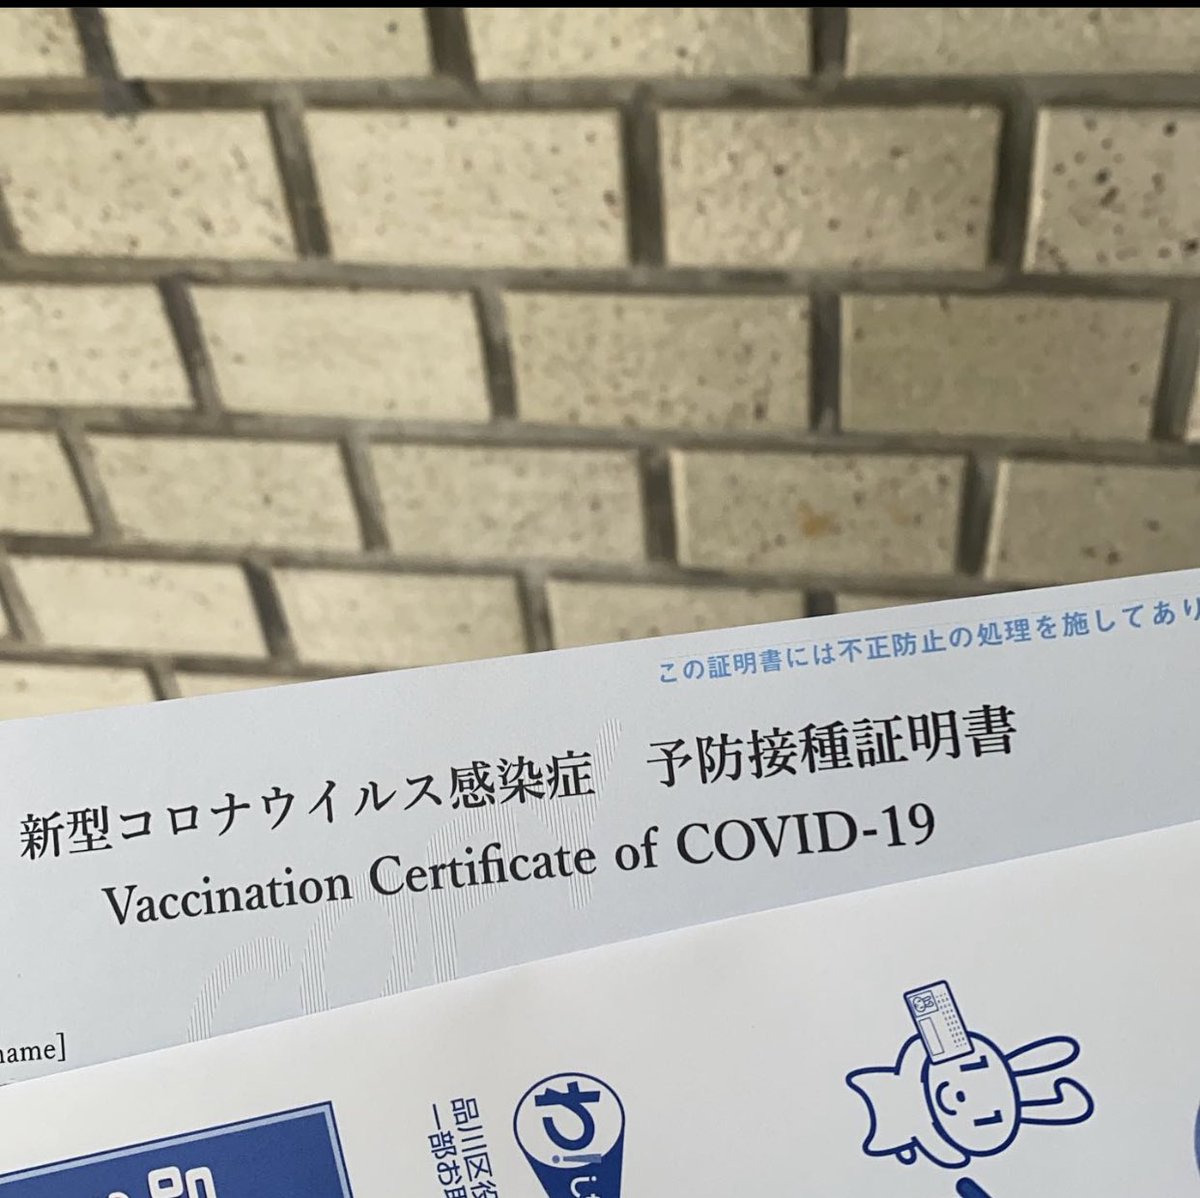 この証明書には不正防止の処理を施してあり
新型コロナウイルス感染症　予防接種証明書
Vaccination Certificate of COVID-19
COPY
name]
品川区役
一部お
わ!